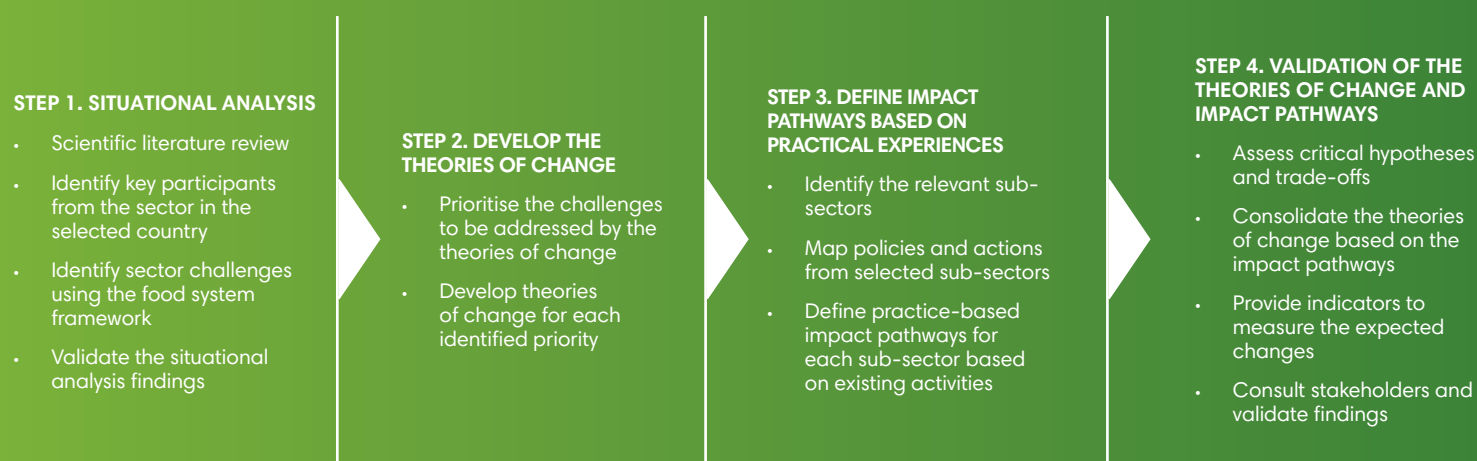 STEP 1. SITUATIONAL ANALYSIS
• Scientific literature review
• Identify key participants
from the sector in the
selected country
• Identify sector challenges
using the food system
framework
• Validate the situational
analysis findings
STEP 2. DEVELOP THE
THEORIES OF CHANGE
• Prioritise the challenges
to be addressed by the
theories of change
• Develop theories
of change for each
identified priority
STEP 3. DEFINE IMPACT
PATHWAYS BASED ON
PRACTICAL EXPERIENCES
• Identify the relevant sub-
sectors
• Map policies and actions
from selected sub-sectors
• Define practice-based
impact pathways for
each sub-sector based
on existing activities
STEP 4. VALIDATION OF THE
THEORIES OF CHANGE AND
IMPACT PATHWAYS
• Assess critical hypotheses
and trade-offs
• Consolidate the theories
of change based on the
impact pathways
• Provide indicators to
measure the expected
changes
• Consult stakeholders and
validate findings